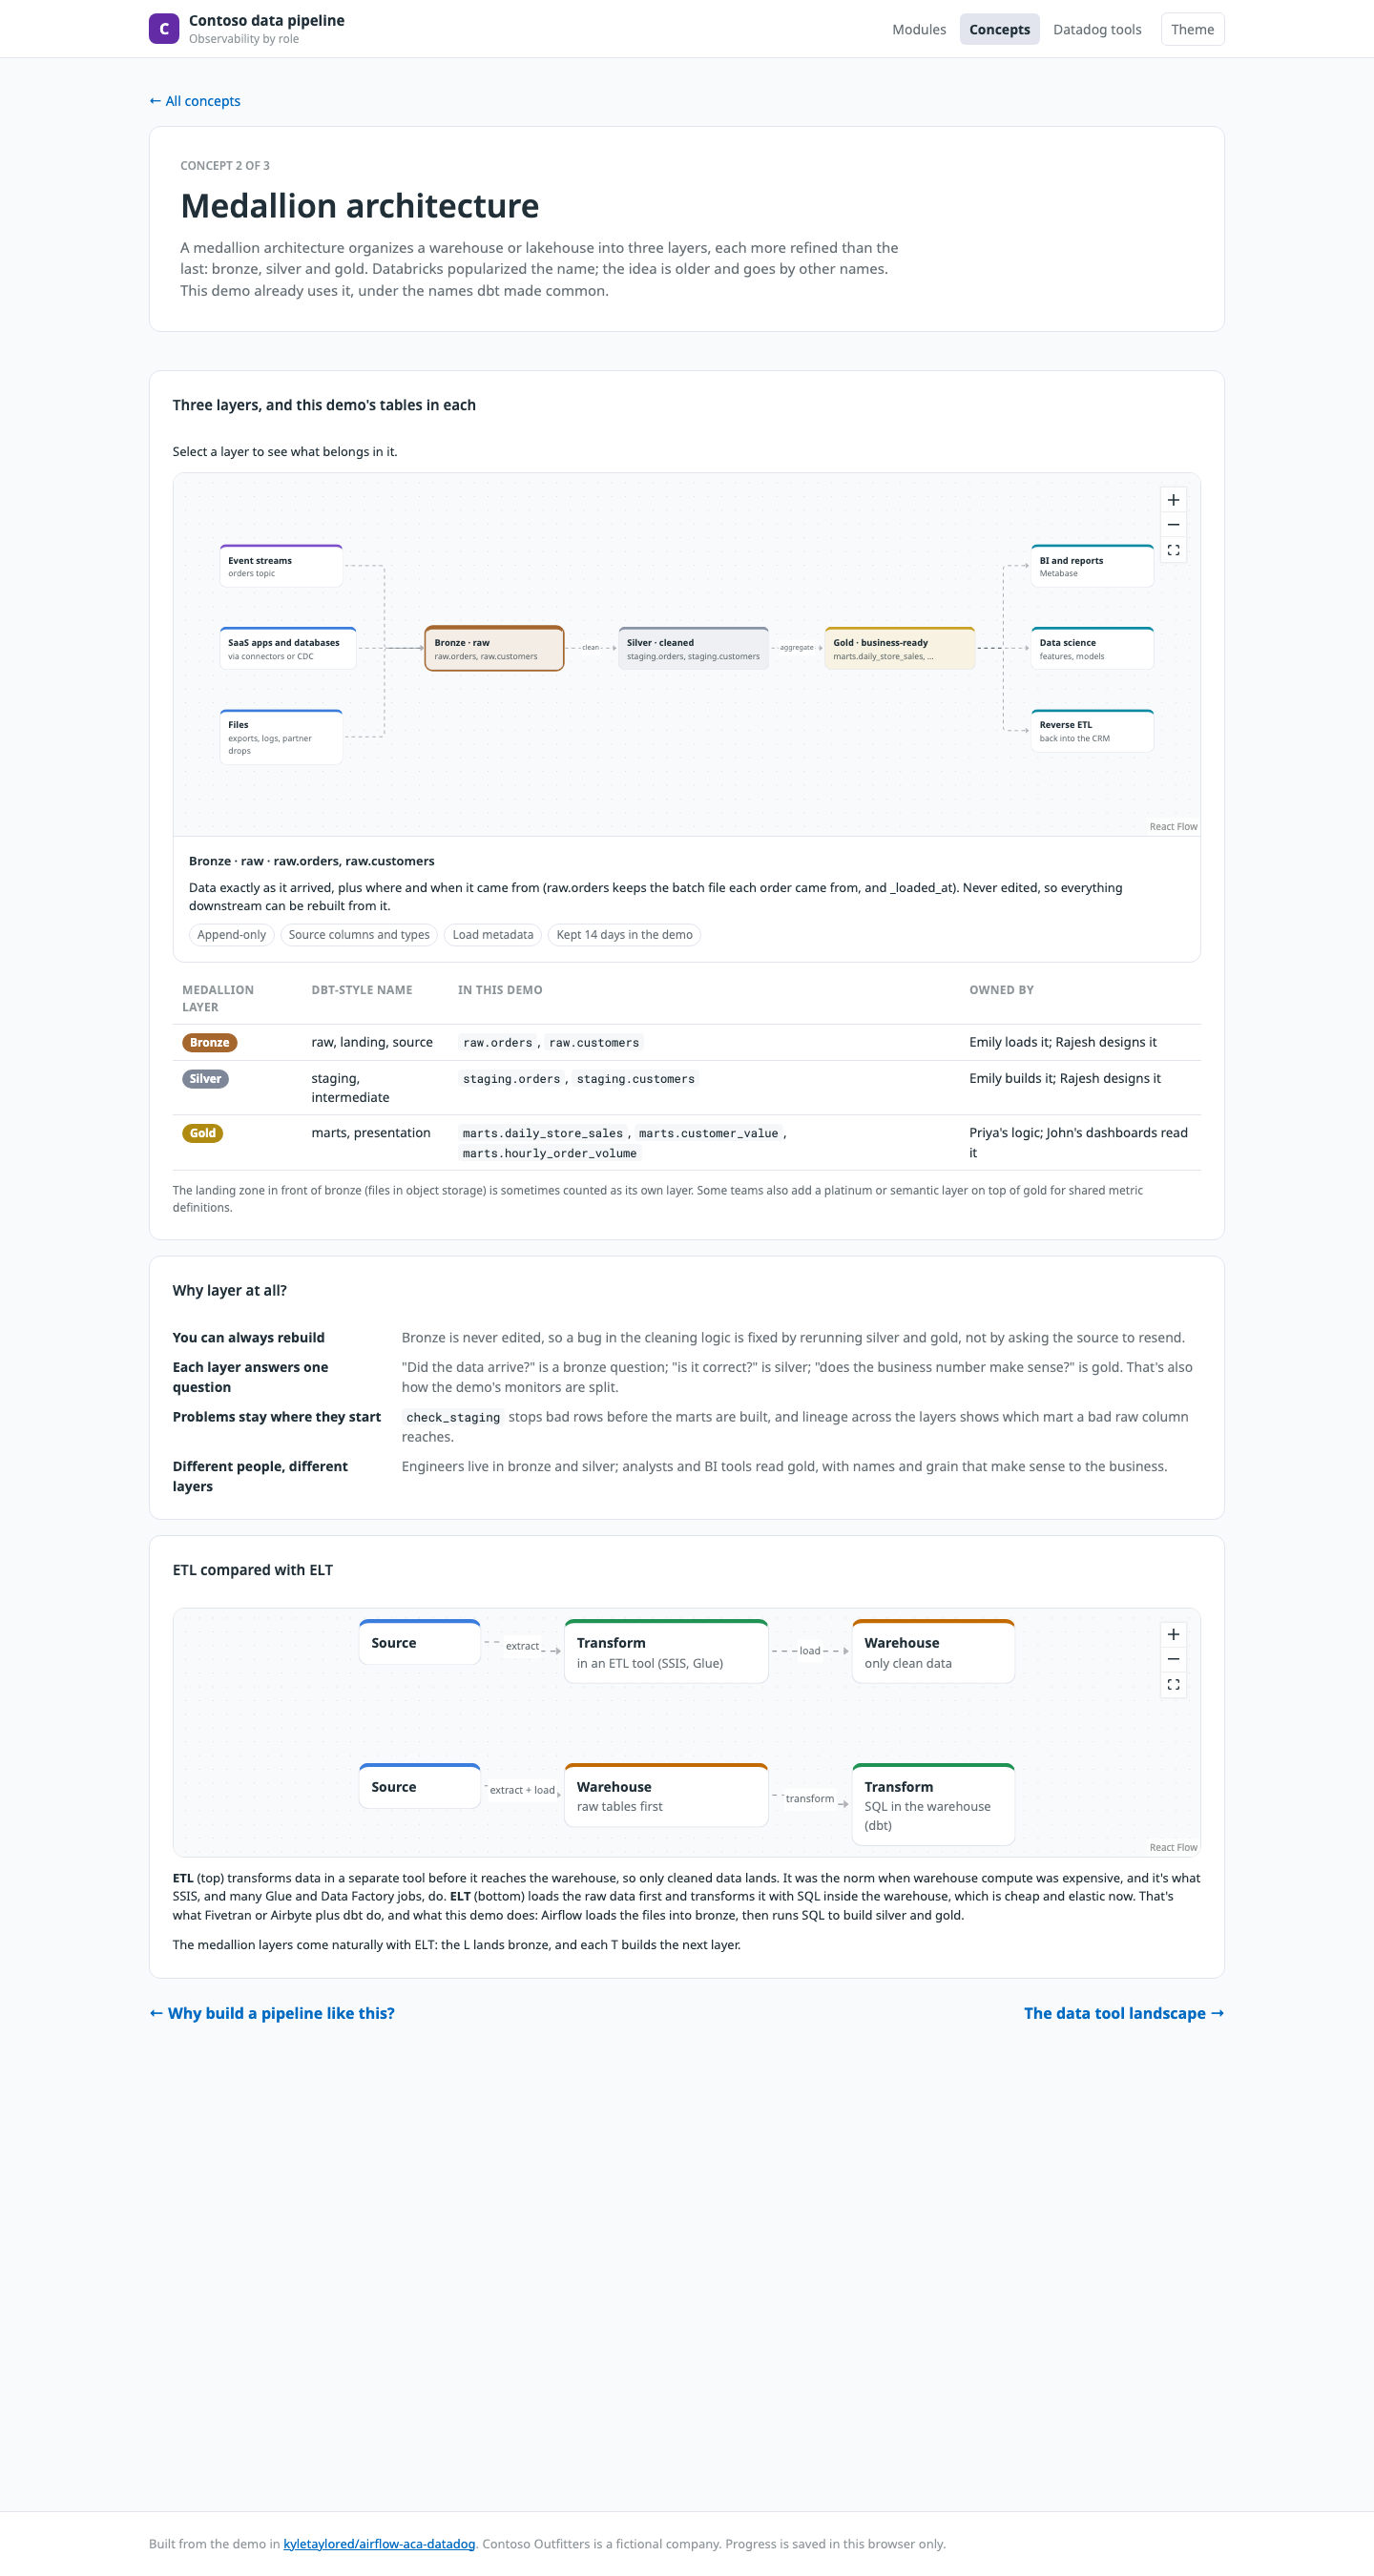 C
Contoso data pipeline
Observability by role
Modules
Concepts
Datadog tools
Theme
← All concepts
CONCEPT 2 OF 3
Medallion architecture
A medallion architecture organizes a warehouse or lakehouse into three layers, each more refined than the
last: bronze, silver and gold. Databricks popularized the name; the idea is older and goes by other names.
This demo already uses it, under the names dbt made common.
Three layers, and this demo's tables in each
Select a layer to see what belongs in it.
Event streams
orders topic
SaaS apps and databases
via connectors or CDC
Files
exports, logs, partner
drops
Bronze · raw
raw.orders, raw.customers
clean
Silver · cleaned
staging.orders, staging.customers
aggregate
Gold · business-ready
marts.daily_store_sales, ...
BI and reports
Metabase
Data science
features, models
Reverse ETL
back into the CRM
React Flow
Bronze · raw · raw.orders, raw.customers
Data exactly as it arrived, plus where and when it came from (raw.orders keeps the batch file each order came from, and _loaded_at). Never edited, so everything
downstream can be rebuilt from it.
Append-only
Source columns and types
Load metadata
Kept 14 days in the demo
MEDALLION
LAYER
DBT-STYLE NAME
IN THIS DEMO
OWNED BY
Bronze
raw, landing, source
raw.orders, raw.customers
Emily loads it; Rajesh designs it
Silver
staging,
intermediate
staging.orders, staging.customers
Emily builds it; Rajesh designs it
Gold
marts, presentation
marts.daily_store_sales, marts.customer_value,
marts.hourly_order_volume
Priya's logic; John's dashboards read
it
The landing zone in front of bronze (files in object storage) is sometimes counted as its own layer. Some teams also add a platinum or semantic layer on top of gold for shared metric
definitions.
Why layer at all?
You can always rebuild
Bronze is never edited, so a bug in the cleaning logic is fixed by rerunning silver and gold, not by asking the source to resend.
Each layer answers one
question
"Did the data arrive?" is a bronze question; "is it correct?" is silver; "does the business number make sense?" is gold. That's also
how the demo's monitors are split.
Problems stay where they start
check_staging stops bad rows before the marts are built, and lineage across the layers shows which mart a bad raw column
reaches.
Different people, different
layers
Engineers live in bronze and silver; analysts and BI tools read gold, with names and grain that make sense to the business.
ETL compared with ELT
Source
extract
Transform
in an ETL tool (SSIS, Glue)
load
Warehouse
only clean data
Source
extract + load
Warehouse
raw tables first
transform
Transform
SQL in the warehouse
(dbt)
React Flow
ETL (top) transforms data in a separate tool before it reaches the warehouse, so only cleaned data lands. It was the norm when warehouse compute was expensive, and it's what
SSIS, and many Glue and Data Factory jobs, do. ELT (bottom) loads the raw data first and transforms it with SQL inside the warehouse, which is cheap and elastic now. That's
what Fivetran or Airbyte plus dbt do, and what this demo does: Airflow loads the files into bronze, then runs SQL to build silver and gold.
The medallion layers come naturally with ELT: the L lands bronze, and each T builds the next layer.
← Why build a pipeline like this?
The data tool landscape →
Built from the demo in kyletaylored/airflow-aca-datadog. Contoso Outfitters is a fictional company. Progress is saved in this browser only.